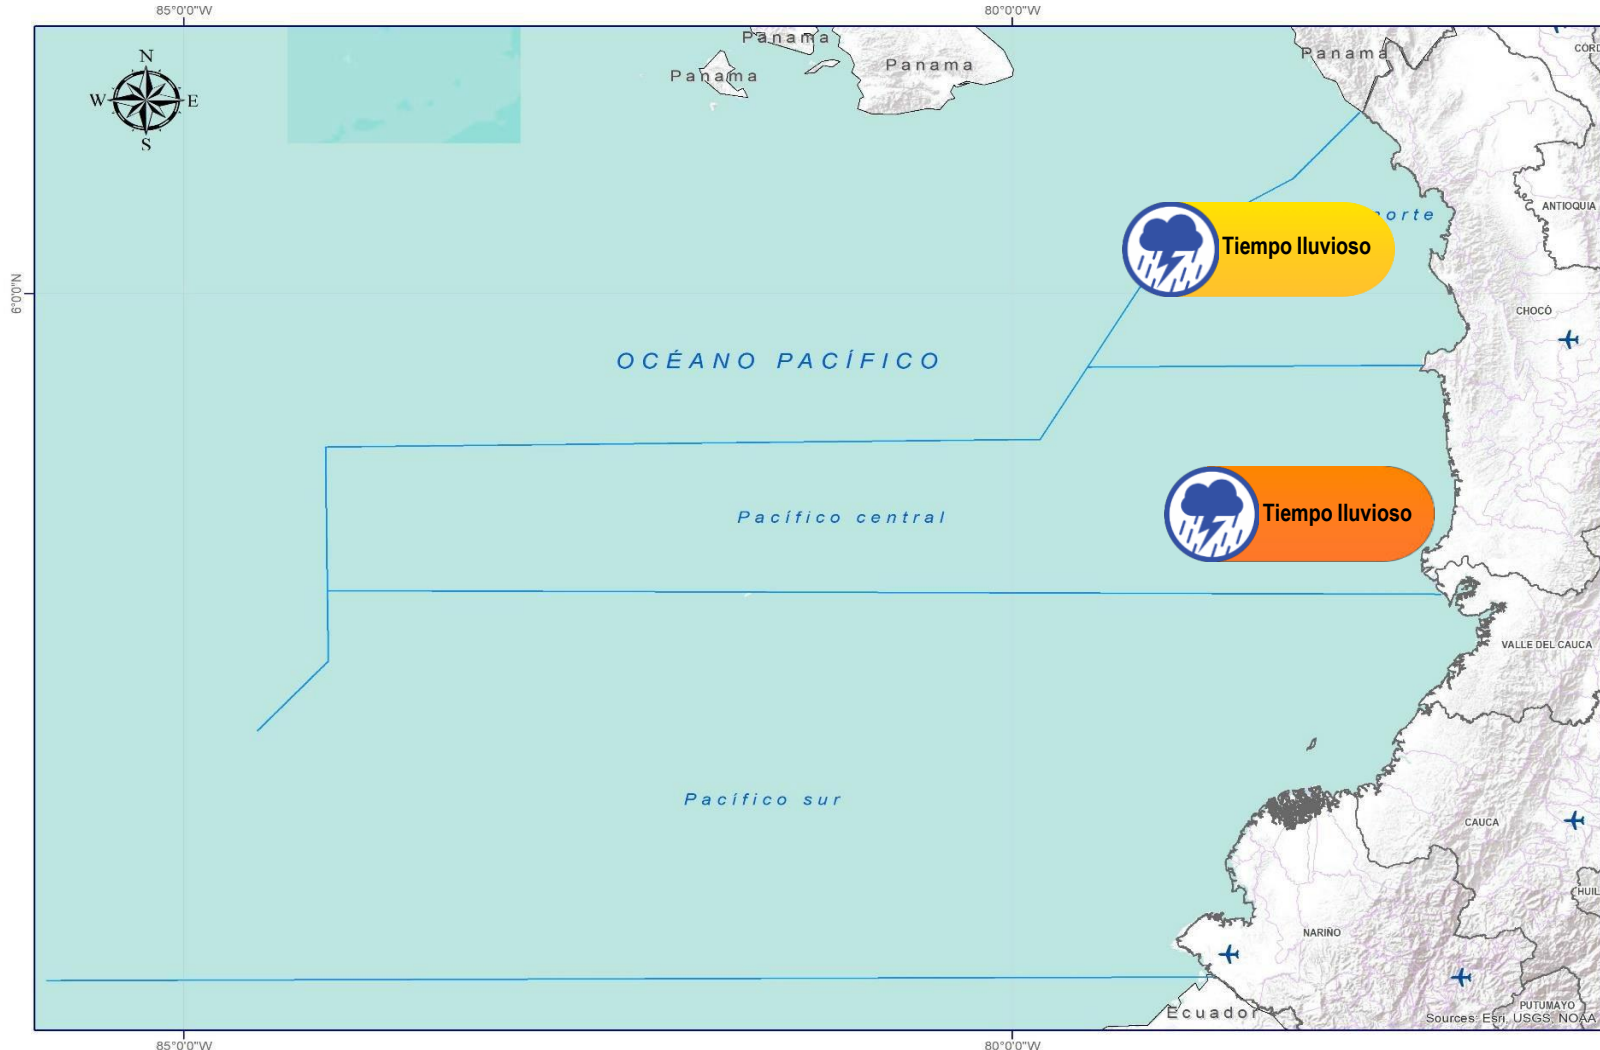 85°0'0"W
80°0'0"W
N
W
E
S
Panama
Panama
Panama
Panama
ANTIOQUIA
orte
Tiempo lluvioso
6°0'0"N
CHOCÓ
OCÉANO PACÍFICO
Pacífico central
Tiempo lluvioso
VALLE DEL CAUCA
Pacífico sur
CAUCA
NARIÑO
PUTUMAYO
Ecuador
Sources: Esri, USGS, NOAA
85°0'0"W
80°0'0"W